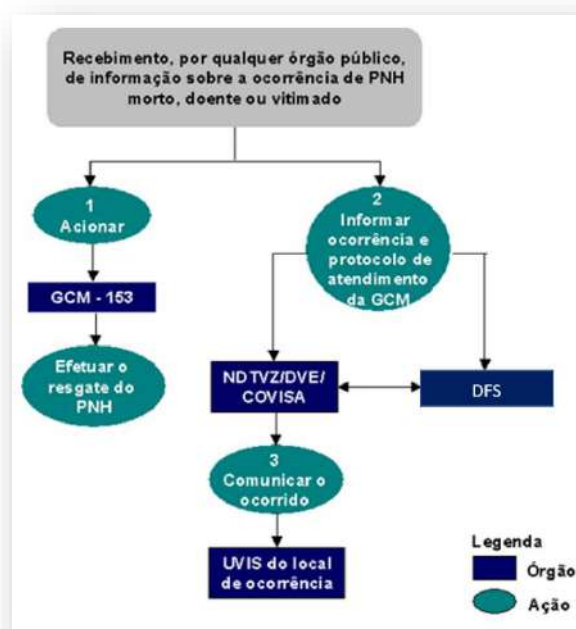 Recebimento, por qualquer órgão público,
de informação sobre a ocorrência de PNH
morto, doente ou vitimado
1
Acionar
GCM - 153
Efetuar o
resgate do
PNH
2
Informar
ocorrência e
protocolo de
atendimento
da GCM
NDTVZ/DVE/
COVISA
DFS
3
Comunicar o
ocorrido
UVIS do local
de ocorrência
Legenda
Órgão
Ação